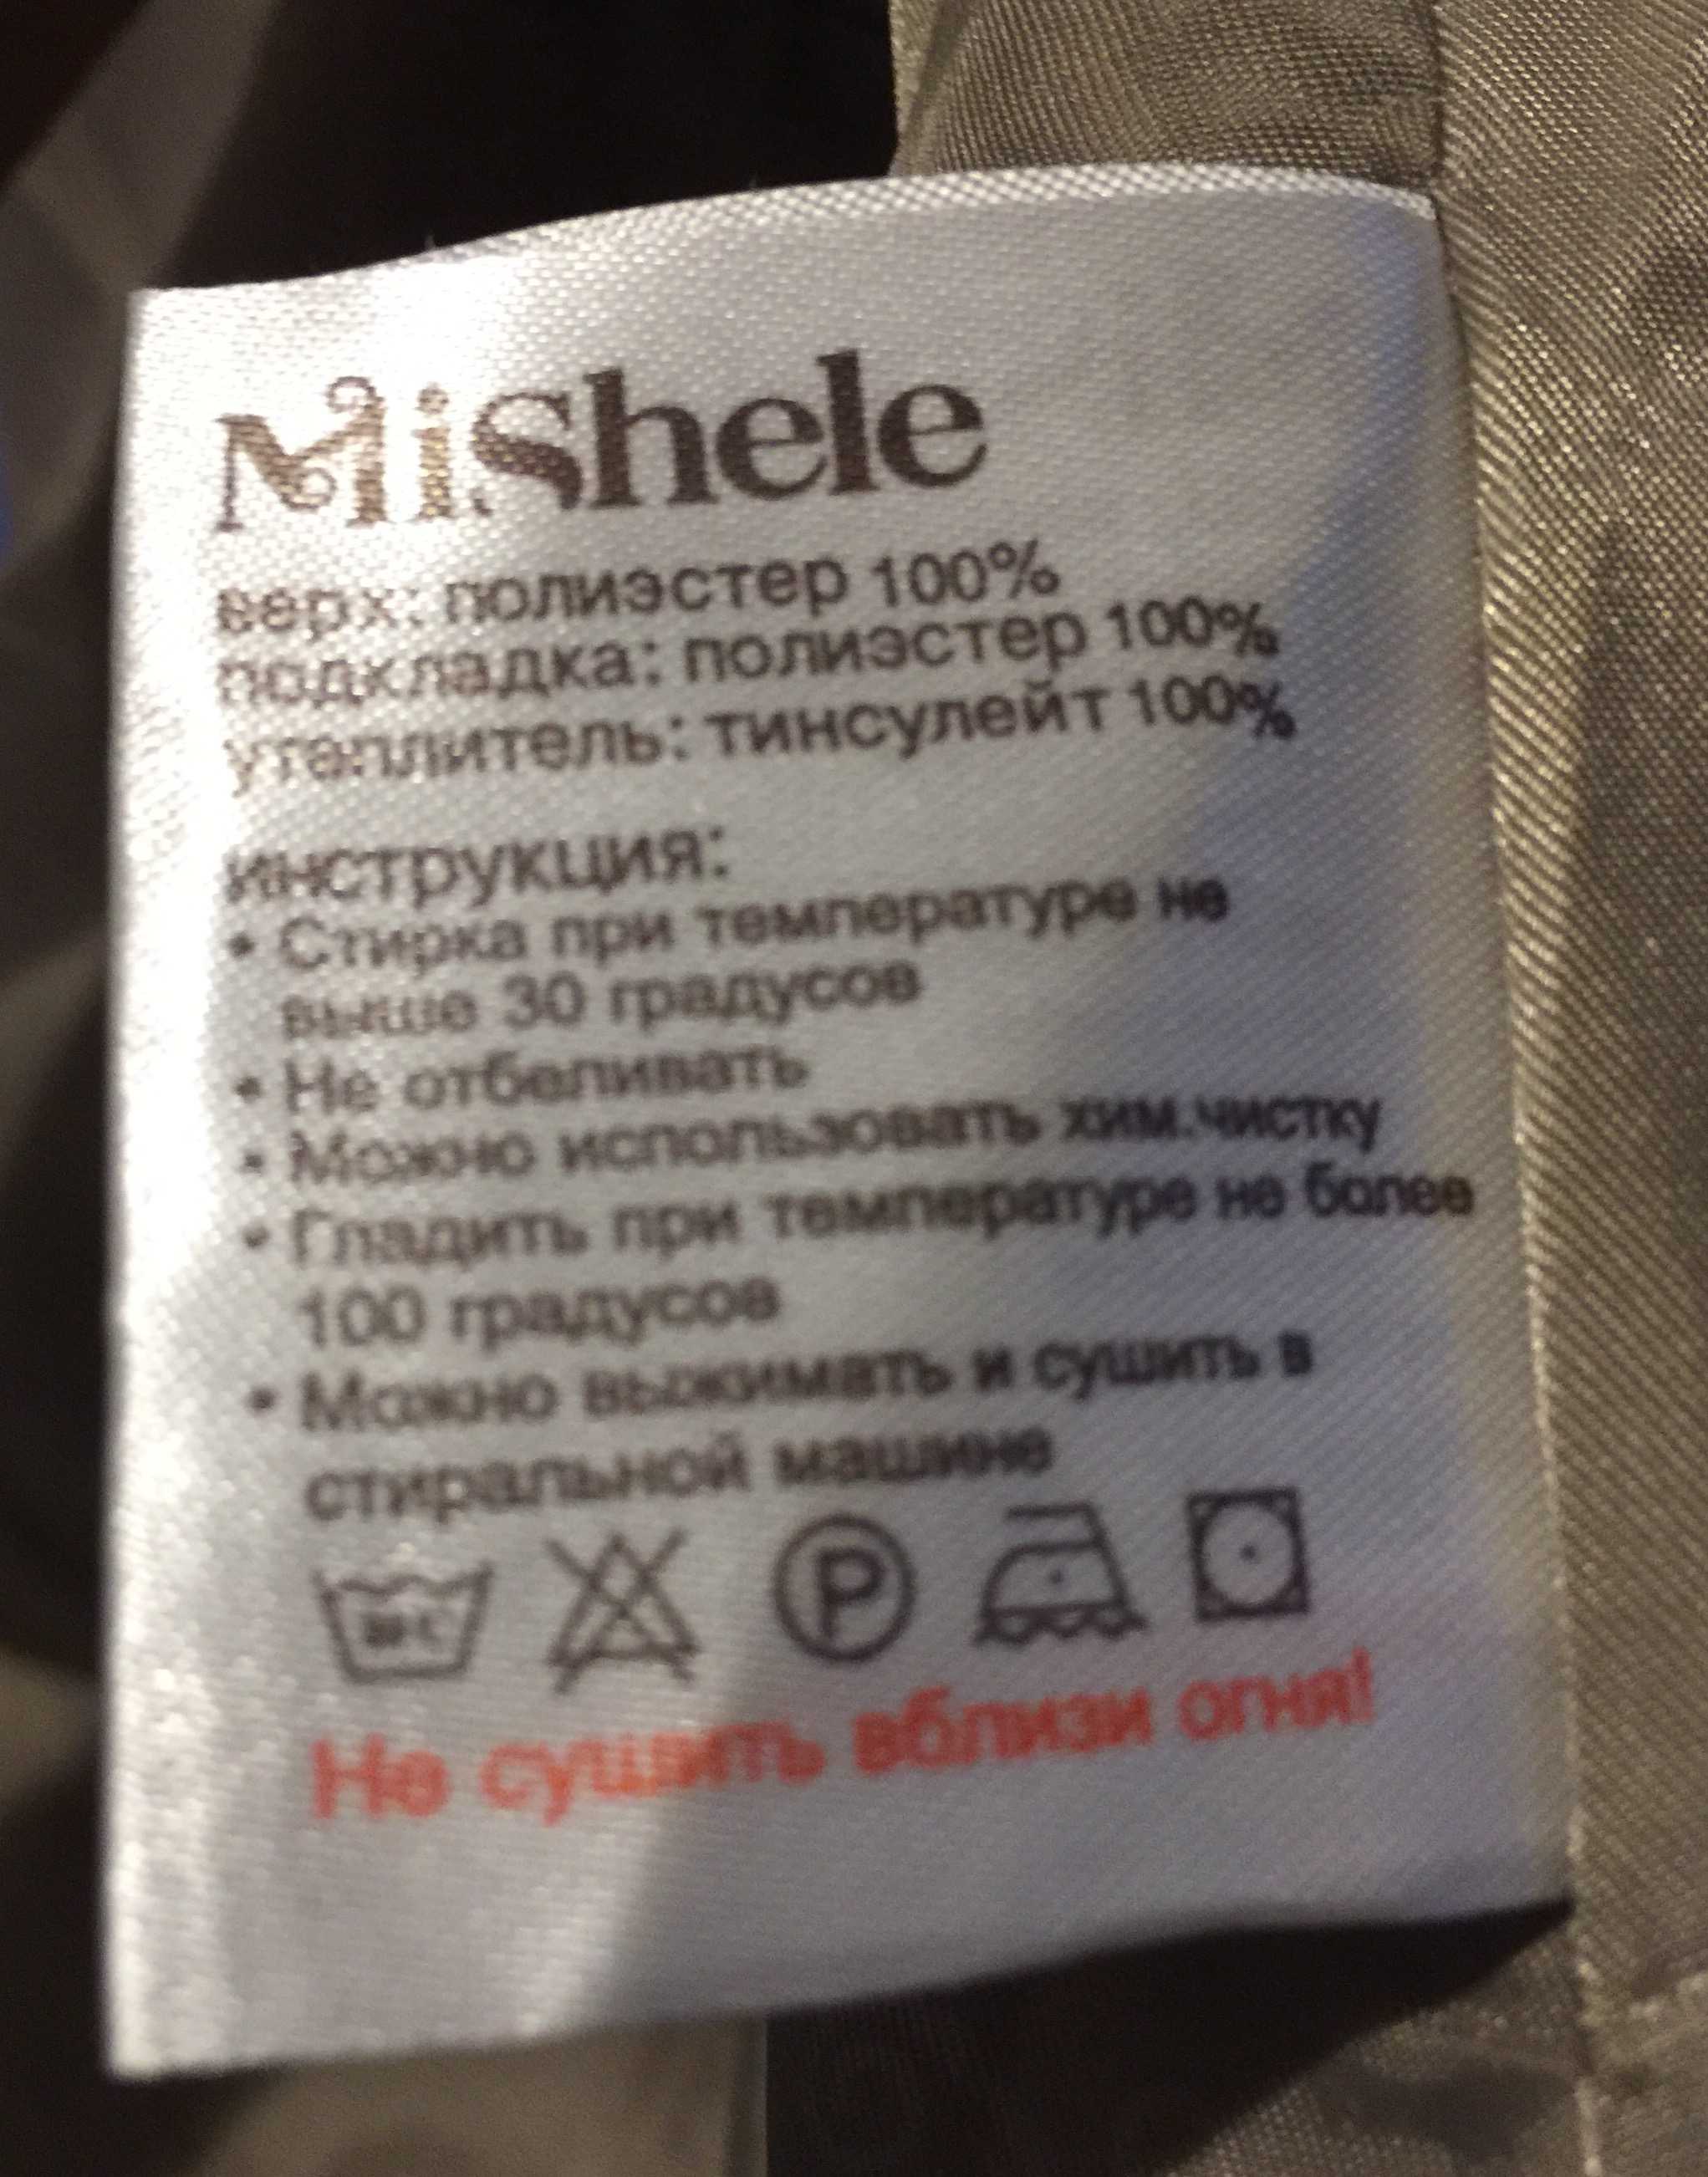 Mishele
верх: полиэстер 100%
подкладка: полиэстер 100%
утеплитель: тинсулейт 100%
инструкция:
• Стирка при температуре не
выше 30 градусов
• Не отбеливать
• Можно использовать хим.чистку
• Гладить при температуре не более
100 градусов
• Можно выжимать и сушить в
стиральной машине
P
Не сушить вблизи огня!